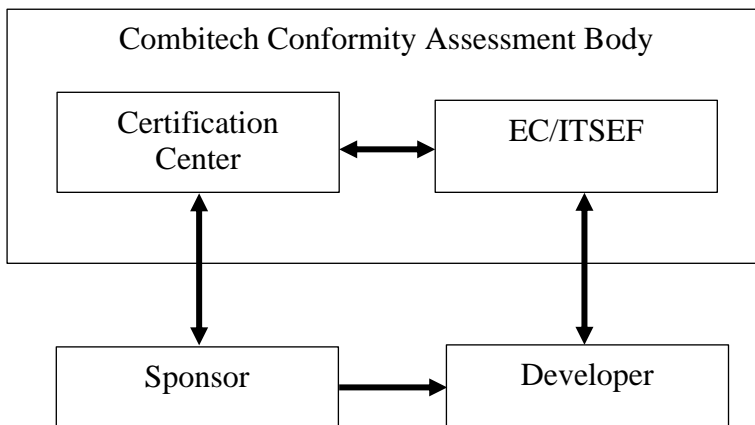 Combitech Conformity Assessment Body
Certification
Center
EC/ITSEF
Sponsor
Developer